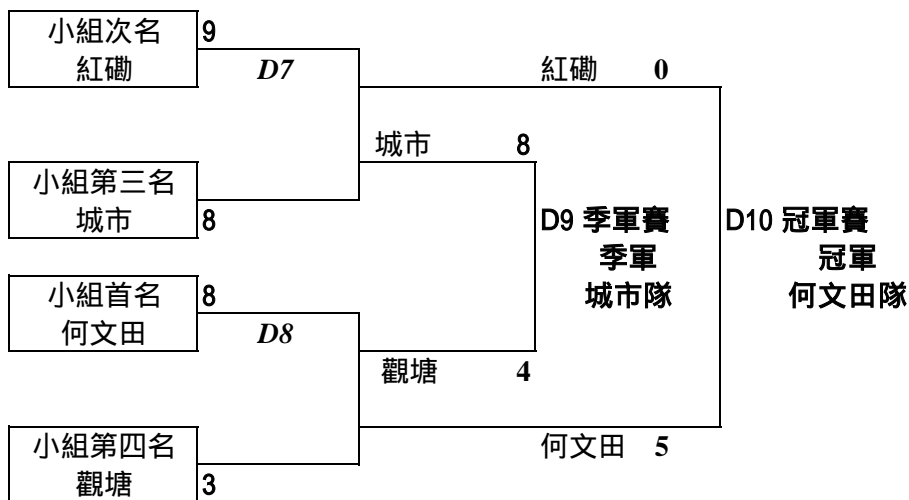 小組次名 9
紅磡
D7
紅磡 0
城市 8
小組第三名
城市 8
D9 季軍賽
季軍
城市隊
D10 冠軍賽
冠軍
何文田隊
小組首名 8
何文田
D8
觀塘 4
何文田 5
小組第四名
觀塘 3